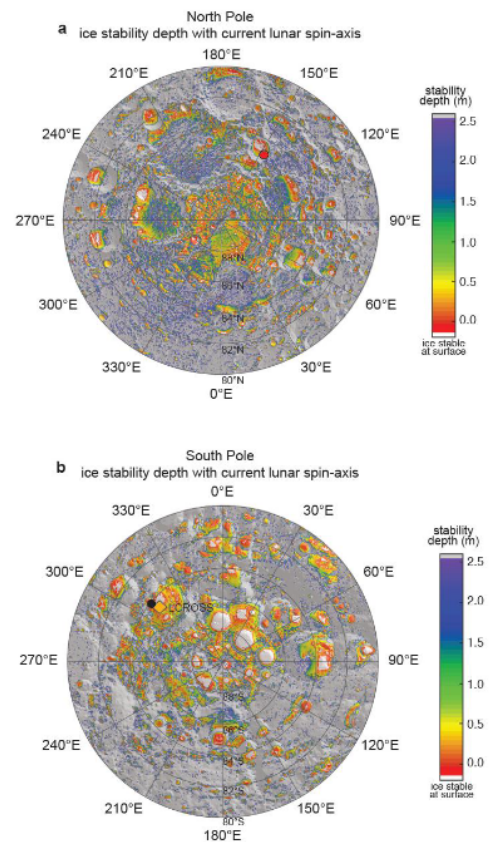 a
North Pole
ice stability depth with current lunar spin-axis
180°E
210°E
150°E
240°E
120°E
270°E
90°E
300°E
60°E
330°E
30°E
0°E
88°N
86°N
84°N
82°N
80°N
stability
depth (m)
2.5
2.0
1.5
1.0
0.5
0.0
ice stable
at surface
b
South Pole
ice stability depth with current lunar spin-axis
0°E
330°E
30°E
300°E
60°E
LCROSS
270°E
90°E
240°E
120°E
210°E
150°E
180°E
88°S
86°S
84°S
82°S
80°S
stability
depth (m)
2.5
2.0
1.5
1.0
0.5
0.0
ice stable
at surface